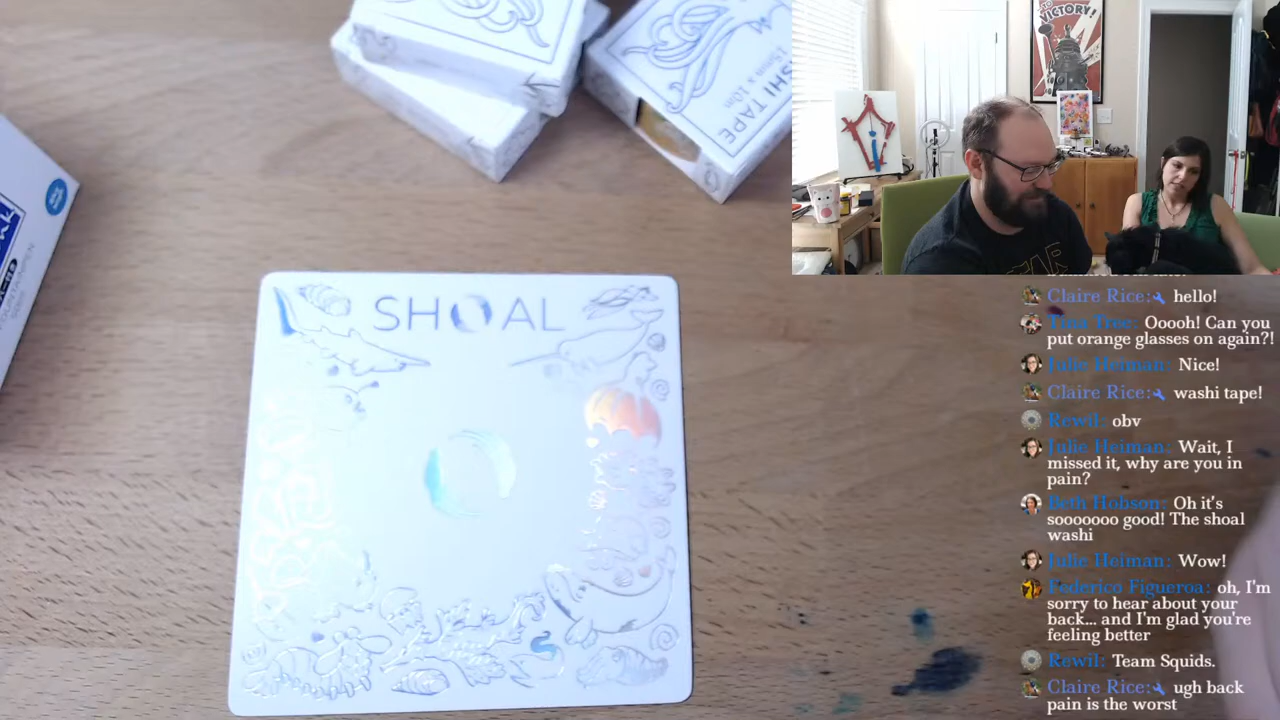 TO VICTORY!
15mm x 10m
SHI TAPE
SHOAL
Claire Rice: hello!
Tina Tree: Ooooh! Can you
put orange glasses on again?!
Julie Heiman: Nice!
Claire Rice: washi tape!
Rewil: obv
Julie Heiman: Wait, I
missed it, why are you in
pain?
Beth Hobson: Oh it's
sooooooo good! The shoal
washi
Julie Heiman: Wow!
Federico Figueroa: oh, I'm
sorry to hear about your
back... and I'm glad you're
feeling better
Rewil: Team Squids.
Claire Rice: ugh back
pain is the worst